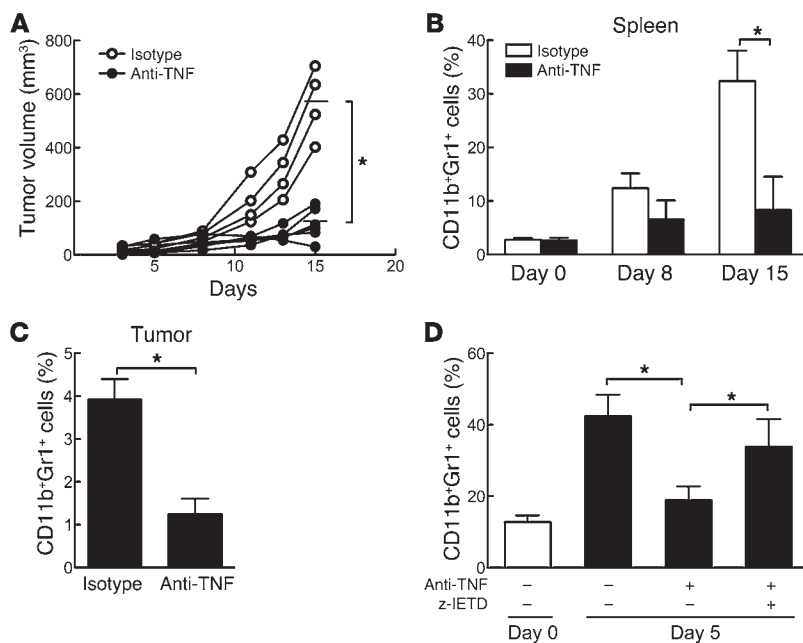 A
Tumor volume (mm³)
Isotype
Anti-TNF
800
600
400
200
0
*
5
10
15
20
Days
B
Spleen
CD11b⁺Gr1⁺ cells (%)
Isotype
Anti-TNF
*
40
30
20
10
0
Day 0
Day 8
Day 15
C
Tumor
CD11b⁺Gr1⁺ cells (%)
*
5
4
3
2
1
0
Isotype
Anti-TNF
D
CD11b⁺Gr1⁺ cells (%)
60
40
20
0
*
*
Anti-TNF – – + +
z-IETD – – – +
Day 0
Day 5